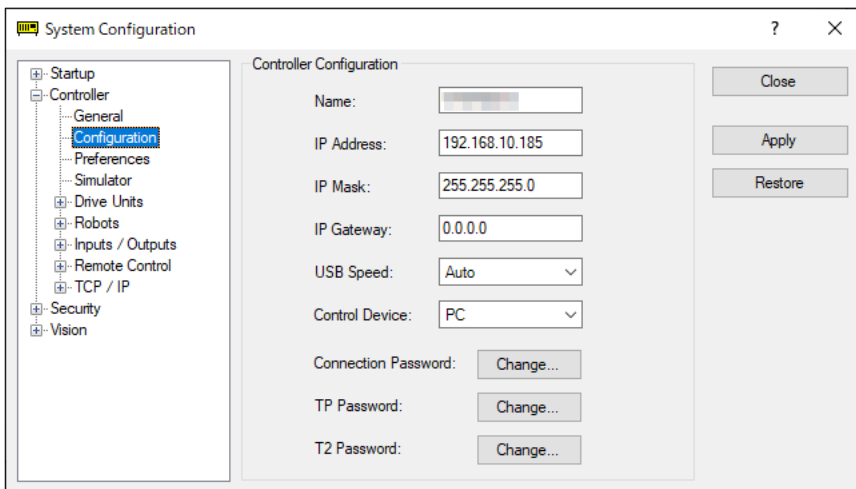 System Configuration
?
Startup
Controller
General
Configuration
Preferences
Simulator
Drive Units
Robots
Inputs / Outputs
Remote Control
TCP / IP
Security
Vision
Controller Configuration
Name:
IP Address: 192.168.10.185
IP Mask: 255.255.255.0
IP Gateway: 0.0.0.0
USB Speed: Auto
Control Device: PC
Connection Password: Change...
TP Password: Change...
T2 Password: Change...
Close
Apply
Restore